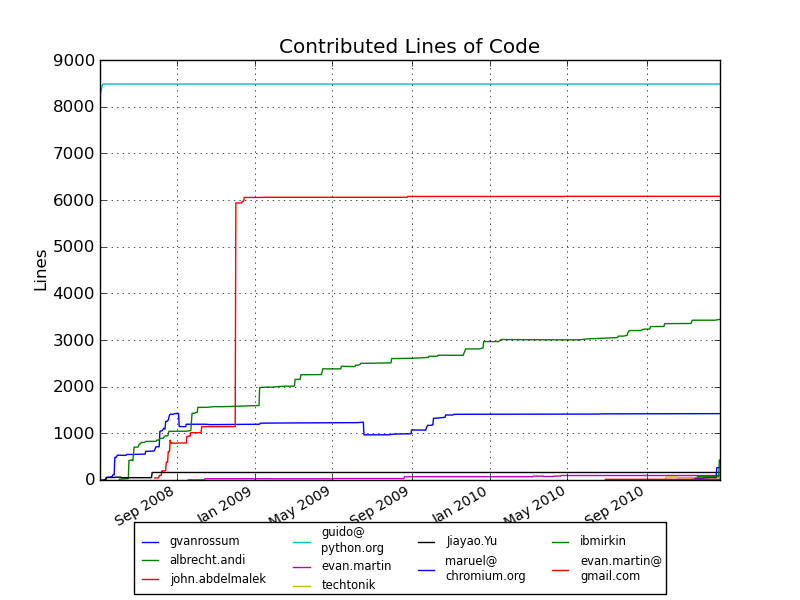 Contributed Lines of Code
9000
8000
7000
6000
5000
4000
3000
2000
1000
0
Lines
Sep 2008
Jan 2009
May 2009
Sep 2009
Jan 2010
May 2010
Sep 2010
gvanrossum
albrecht.andi
john.abdelmalek
guido@
python.org
evan.martin
techtonik
Jiayao.Yu
maruel@
chromium.org
ibmirkin
evan.martin@
gmail.com